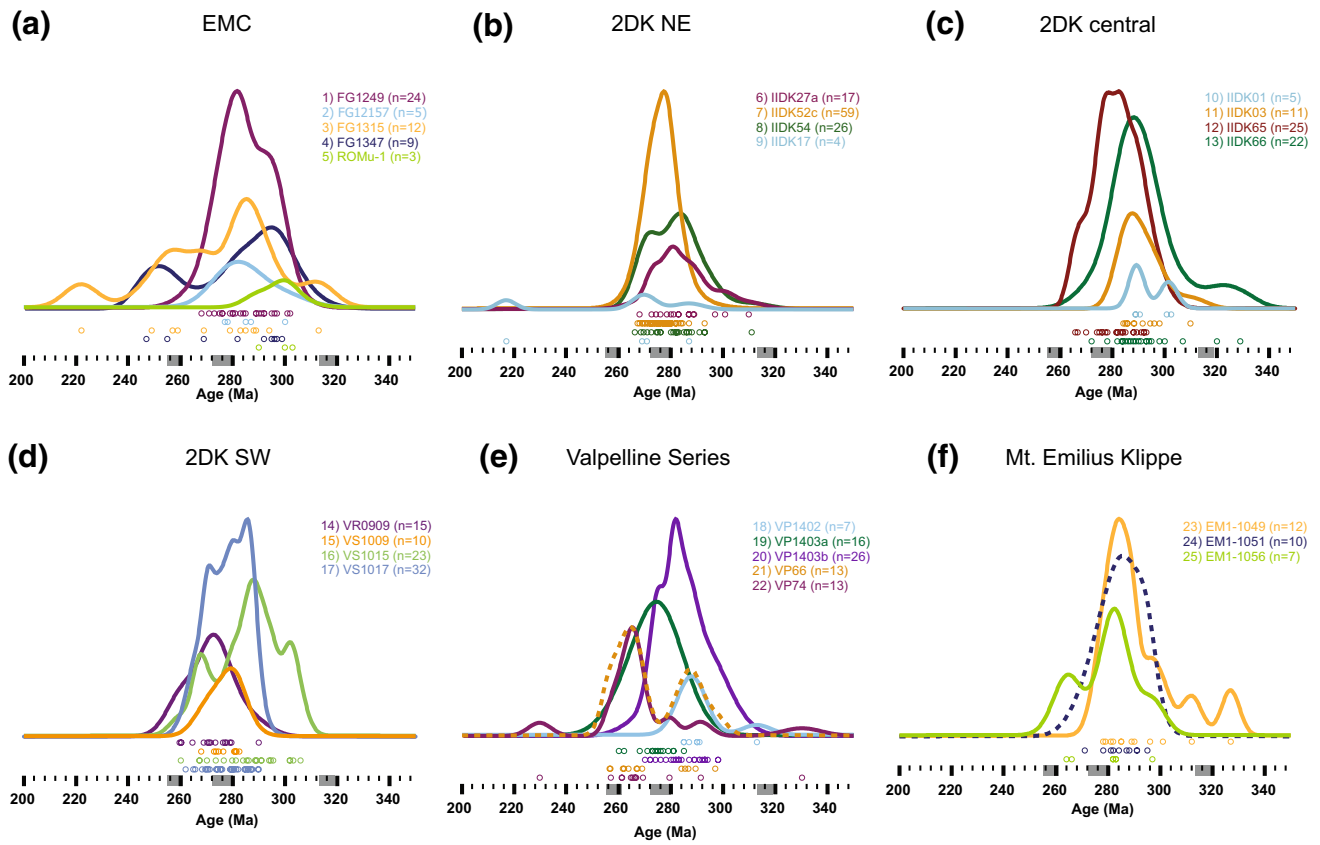 (a) EMC
1) FG1249 (n=24)
2) FG12157 (n=5)
3) FG1315 (n=12)
4) FG1347 (n=9)
5) ROMu-1 (n=3)
200 220 240 260 280 300 320 340
Age (Ma)
(b) 2DK NE
6) IIDK27a (n=17)
7) IIDK52c (n=59)
8) IIDK54 (n=26)
9) IIDK17 (n=4)
200 220 240 260 280 300 320 340
Age (Ma)
(c) 2DK central
10) IIDK01 (n=5)
11) IIDK03 (n=11)
12) IIDK65 (n=25)
13) IIDK66 (n=22)
200 220 240 260 280 300 320 340
Age (Ma)
(d) 2DK SW
14) VR0909 (n=15)
15) VS1009 (n=10)
16) VS1015 (n=23)
17) VS1017 (n=32)
200 220 240 260 280 300 320 340
Age (Ma)
(e) Valpelline Series
18) VP1402 (n=7)
19) VP1403a (n=16)
20) VP1403b (n=26)
21) VP66 (n=13)
22) VP74 (n=13)
200 220 240 260 280 300 320 340
Age (Ma)
(f) Mt. Emilius Klippe
23) EM1-1049 (n=12)
24) EM1-1051 (n=10)
25) EM1-1056 (n=7)
200 220 240 260 280 300 320 340
Age (Ma)